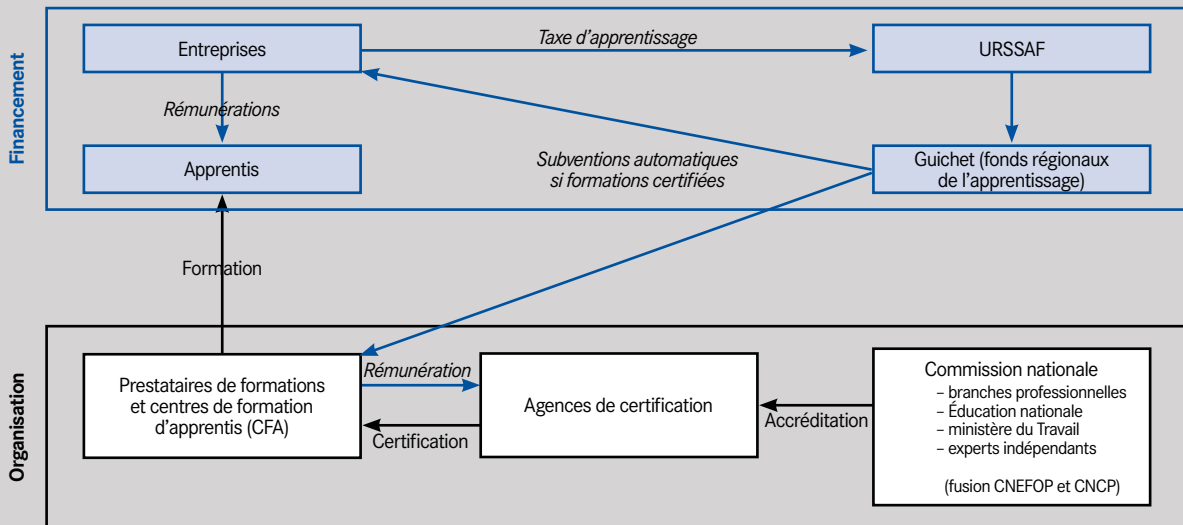 Financement
Entreprises
Taxe d'apprentissage
URSSAF
Rémunérations
Apprentis
Subventions automatiques
si formations certifiées
Guichet (fonds régionaux
de l'apprentissage)
Formation
Organisation
Prestataires de formations
et centres de formation
d'apprentis (CFA)
Rémunération
Certification
Agences de certification
Accréditation
Commission nationale
– branches professionnelles
– Éducation nationale
– ministère du Travail
– experts indépendants
(fusion CNEFOP et CNCP)